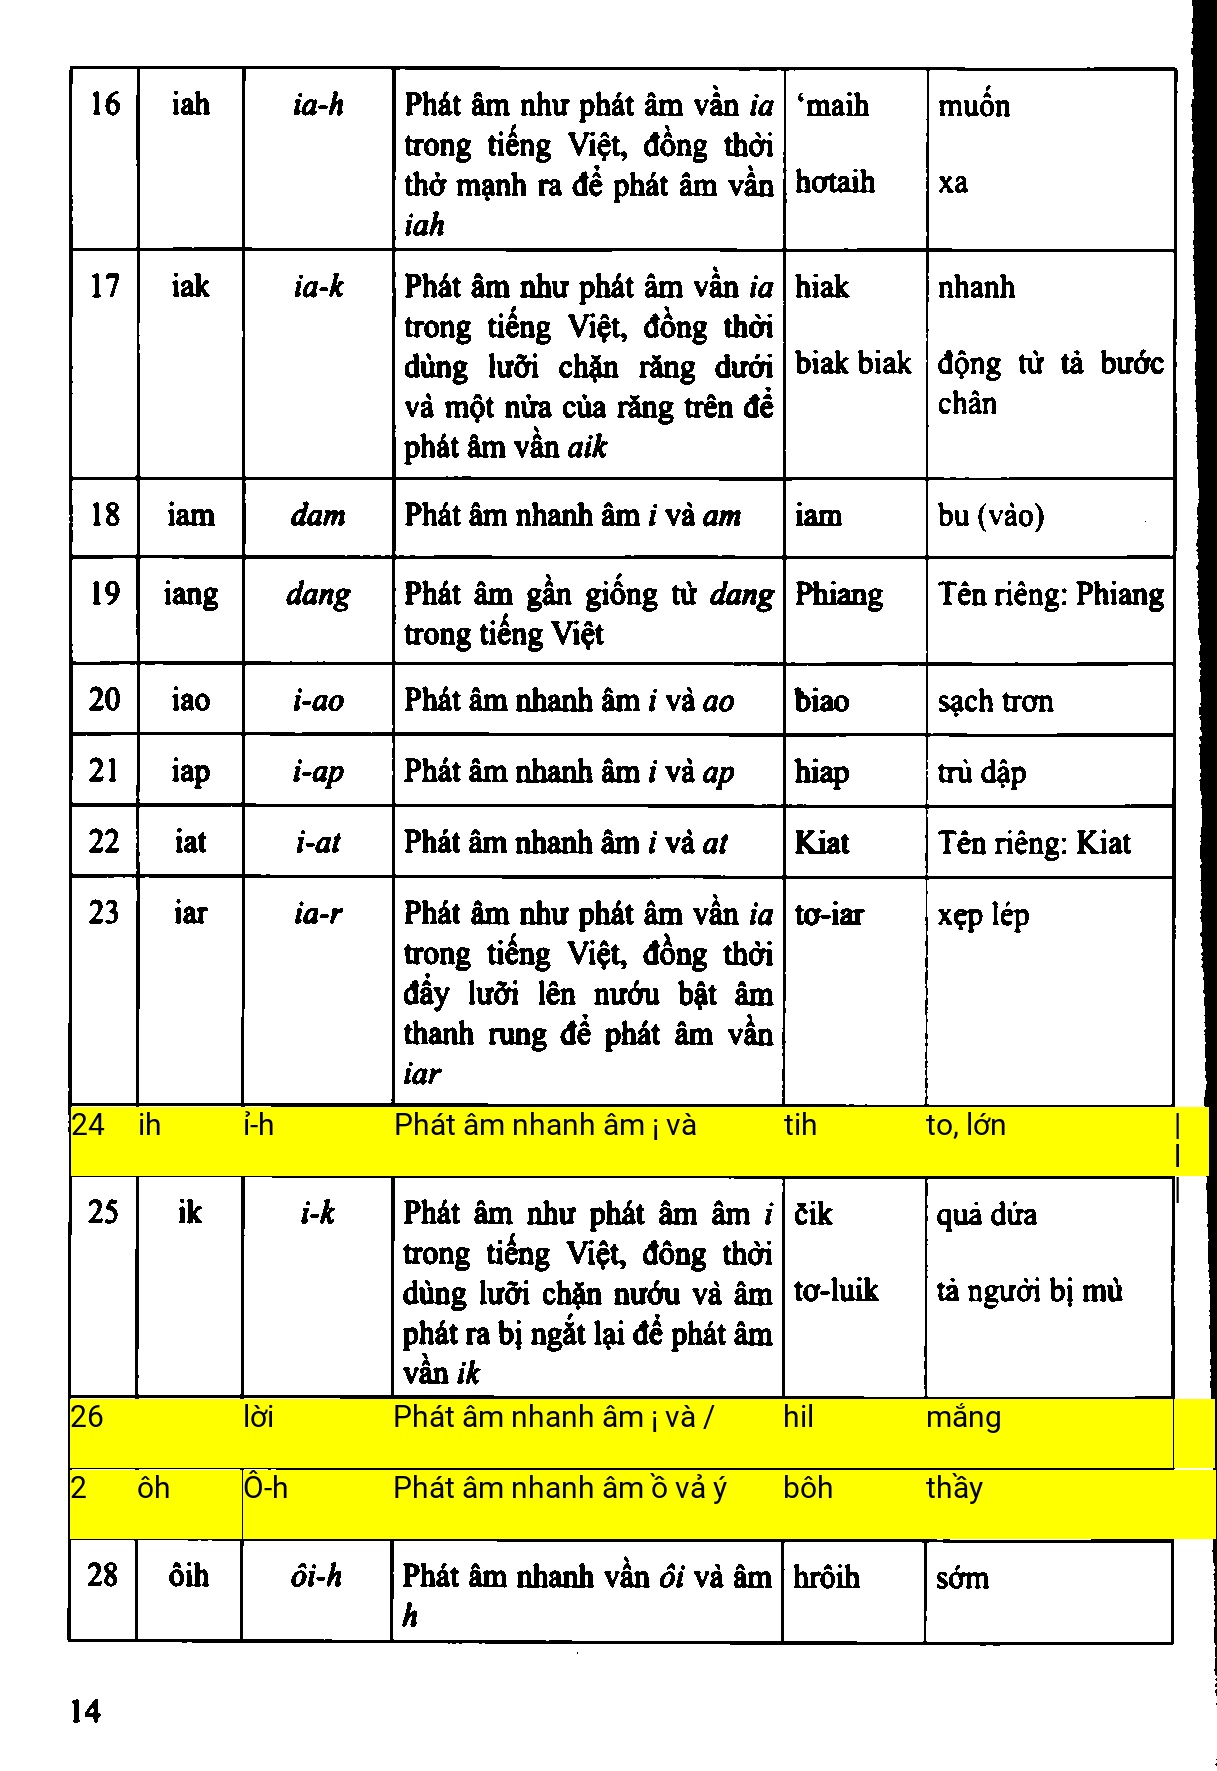 16 iah ia-h Phát âm như phát âm vần ia ‘maih muốn
trong tiếng Việt, đồng thời
thở mạnh ra để phát âm vần hơtaih xa
iah
17 iak ia-k Phát âm như phát âm vần ia hiak nhanh
trong tiếng Việt, đồng thời
dùng lưỡi chặn răng dưới biak biak động từ tả bước
và một nửa của răng trên để chân
phát âm vần aik
18 iam dam Phát âm nhanh âm i và am iam bu (vào)
19 iang dang Phát âm gần giống từ dang Phiang Tên riêng: Phiang
trong tiếng Việt
20 iao i-ao Phát âm nhanh âm i và ao biao sạch trơn
21 iap i-ap Phát âm nhanh âm i và ap hiap trù dập
22 iat i-at Phát âm nhanh âm i và at Kiat Tên riêng: Kiat
23 iar ia-r Phát âm như phát âm vần ia tơ-iar xẹp lép
trong tiếng Việt, đồng thời
đẩy lưỡi lên nướu bật âm
thanh rung để phát âm vần
iar
24 ih ỉ-h Phát âm nhanh âm ¡ và tih to, lớn |
|
|
25 ik i-k Phát âm như phát âm âm i čik quả dứa
trong tiếng Việt, đông thời
dùng lưỡi chặn nướu và âm tơ-luik tả người bị mù
phát ra bị ngắt lại để phát âm
vần ik
26 lời Phát âm nhanh âm ¡ và / hil mắng
2 ôh Ô-h Phát âm nhanh âm ồ vả ý bôh thầy
28 ôih ôi-h Phát âm nhanh vần ôi và âm hrôih sớm
h
14